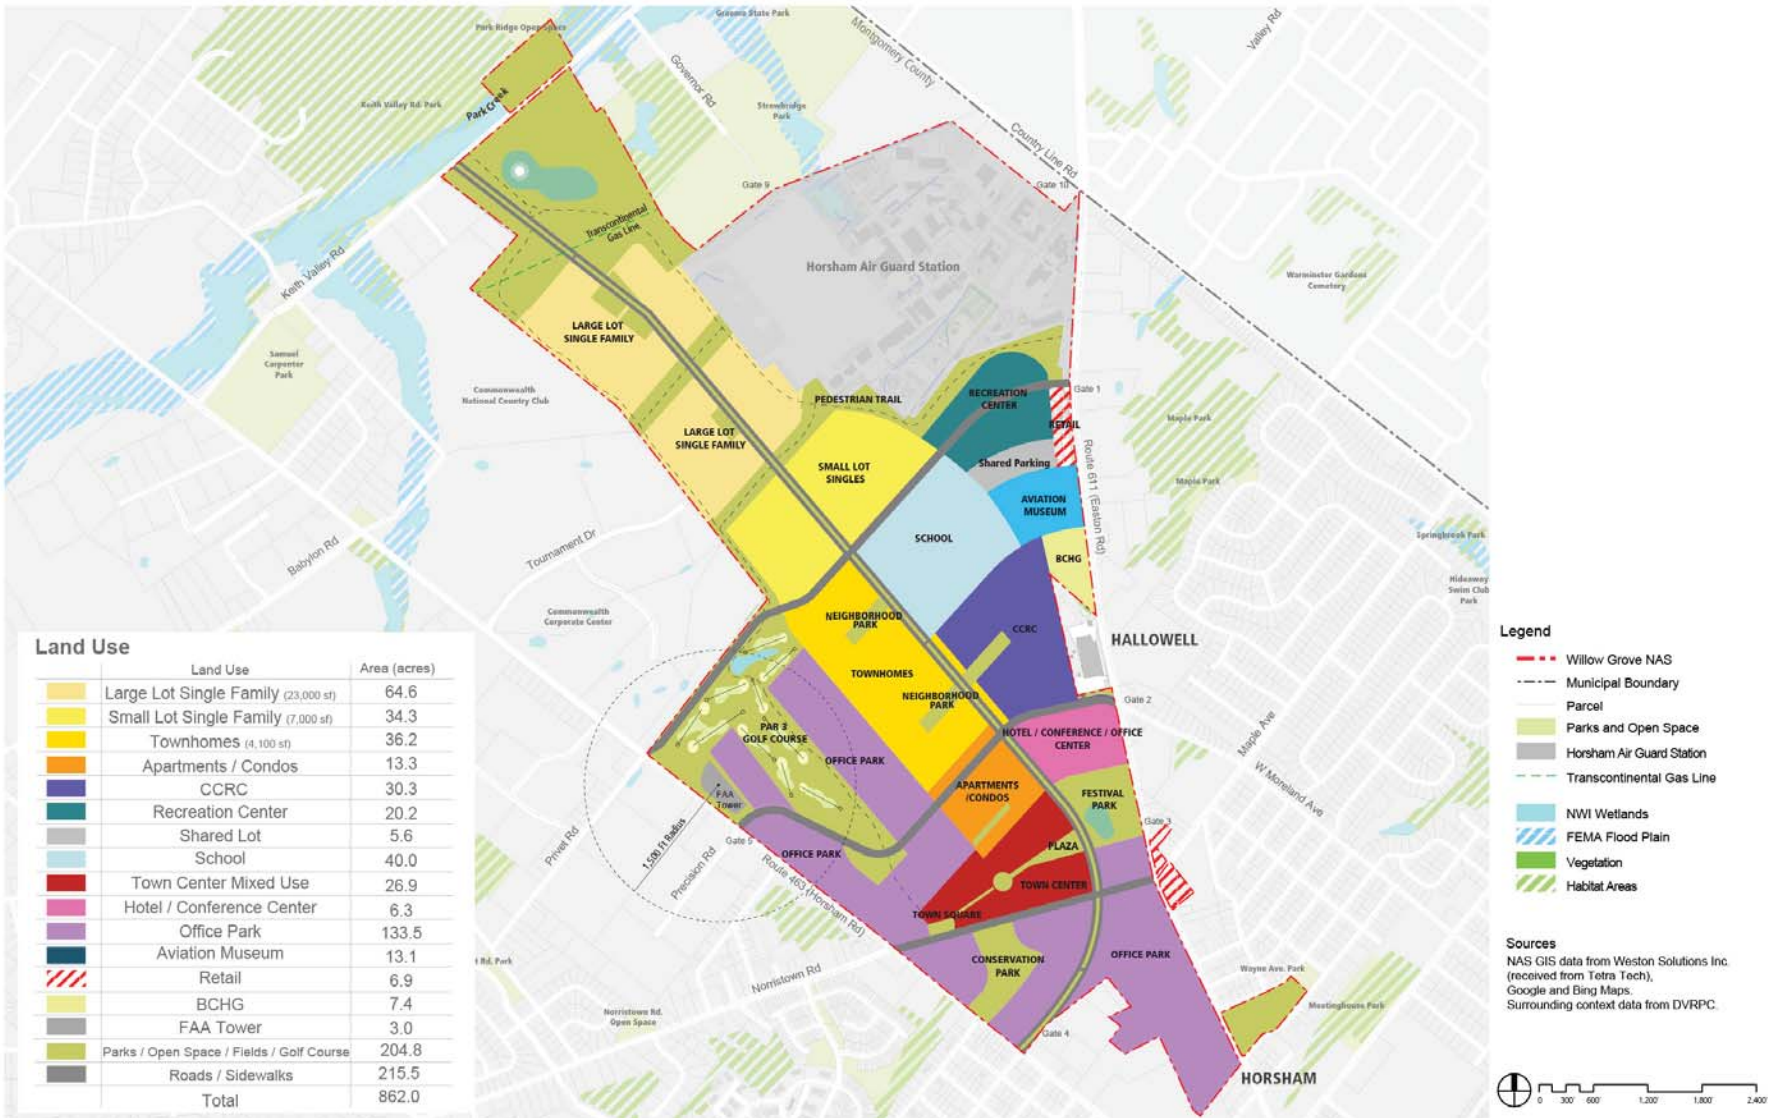 Graeme State Park
Park Ridge Open Space
Montgomery County
Valley Rd
Governor Rd
Keith Valley Rd. Park
Park Creek
Strawbridge
Park
Country Line Rd
Gate 9
Gate 10
Transcontinental
Gas Line
Horsham Air Guard Station
Keith Valley Rd
Warminster Gardens
Cemetery
LARGE LOT
SINGLE FAMILY
Samuel
Carpenter
Park
Commonwealth
National Country Club
PEDESTRIAN TRAIL
RECREATION
CENTER
Gate 1
RETAIL
Maple Park
LARGE LOT
SINGLE FAMILY
SMALL LOT
SINGLES
Shared Parking
Route 611 (Easton Rd)
Maple Park
AVIATION
MUSEUM
SCHOOL
Springbrook Park
Tournament Dr
Babylon Rd
BCHG
Hideaway
Swim Club
Park
Commonwealth
Corporate Center
NEIGHBORHOOD
PARK
CCRC
HALLOWELL
TOWNHOMES
NEIGHBORHOOD
PARK
Gate 2
PAR 3
GOLF COURSE
HOTEL / CONFERENCE / OFFICE
CENTER
Maple Ave
OFFICE PARK
W Moreland Ave
APARTMENTS
/CONDOS
FESTIVAL
PARK
FAA
Tower
1,500 Ft Radius
Gate 3
Privet Rd
Gate 5
OFFICE PARK
PLAZA
Precision Rd
Route 463 (Horsham Rd)
TOWN CENTER
TOWN SQUARE
CONSERVATION
PARK
OFFICE PARK
Rd. Park
Norristown Rd
Wayne Ave. Park
Norristown Rd.
Open Space
Meetinghouse Park
Gate 4
HORSHAM
Land Use
Land Use Area (acres)
Large Lot Single Family (23,000 sf) 64.6
Small Lot Single Family (7,000 sf) 34.3
Townhomes (4,100 sf) 36.2
Apartments / Condos 13.3
CCRC 30.3
Recreation Center 20.2
Shared Lot 5.6
School 40.0
Town Center Mixed Use 26.9
Hotel / Conference Center 6.3
Office Park 133.5
Aviation Museum 13.1
Retail 6.9
BCHG 7.4
FAA Tower 3.0
Parks / Open Space / Fields / Golf Course 204.8
Roads / Sidewalks 215.5
Total 862.0
Legend
Willow Grove NAS
Municipal Boundary
Parcel
Parks and Open Space
Horsham Air Guard Station
Transcontinental Gas Line
NWI Wetlands
FEMA Flood Plain
Vegetation
Habitat Areas
Sources
NAS GIS data from Weston Solutions Inc.
(received from Tetra Tech),
Google and Bing Maps.
Surrounding context data from DVRPC.
0 300' 600' 1,200' 1,800' 2,400'